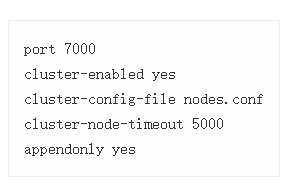 port 7000
cluster-enabled yes
cluster-config-file nodes.conf
cluster-node-timeout 5000
appendonly yes